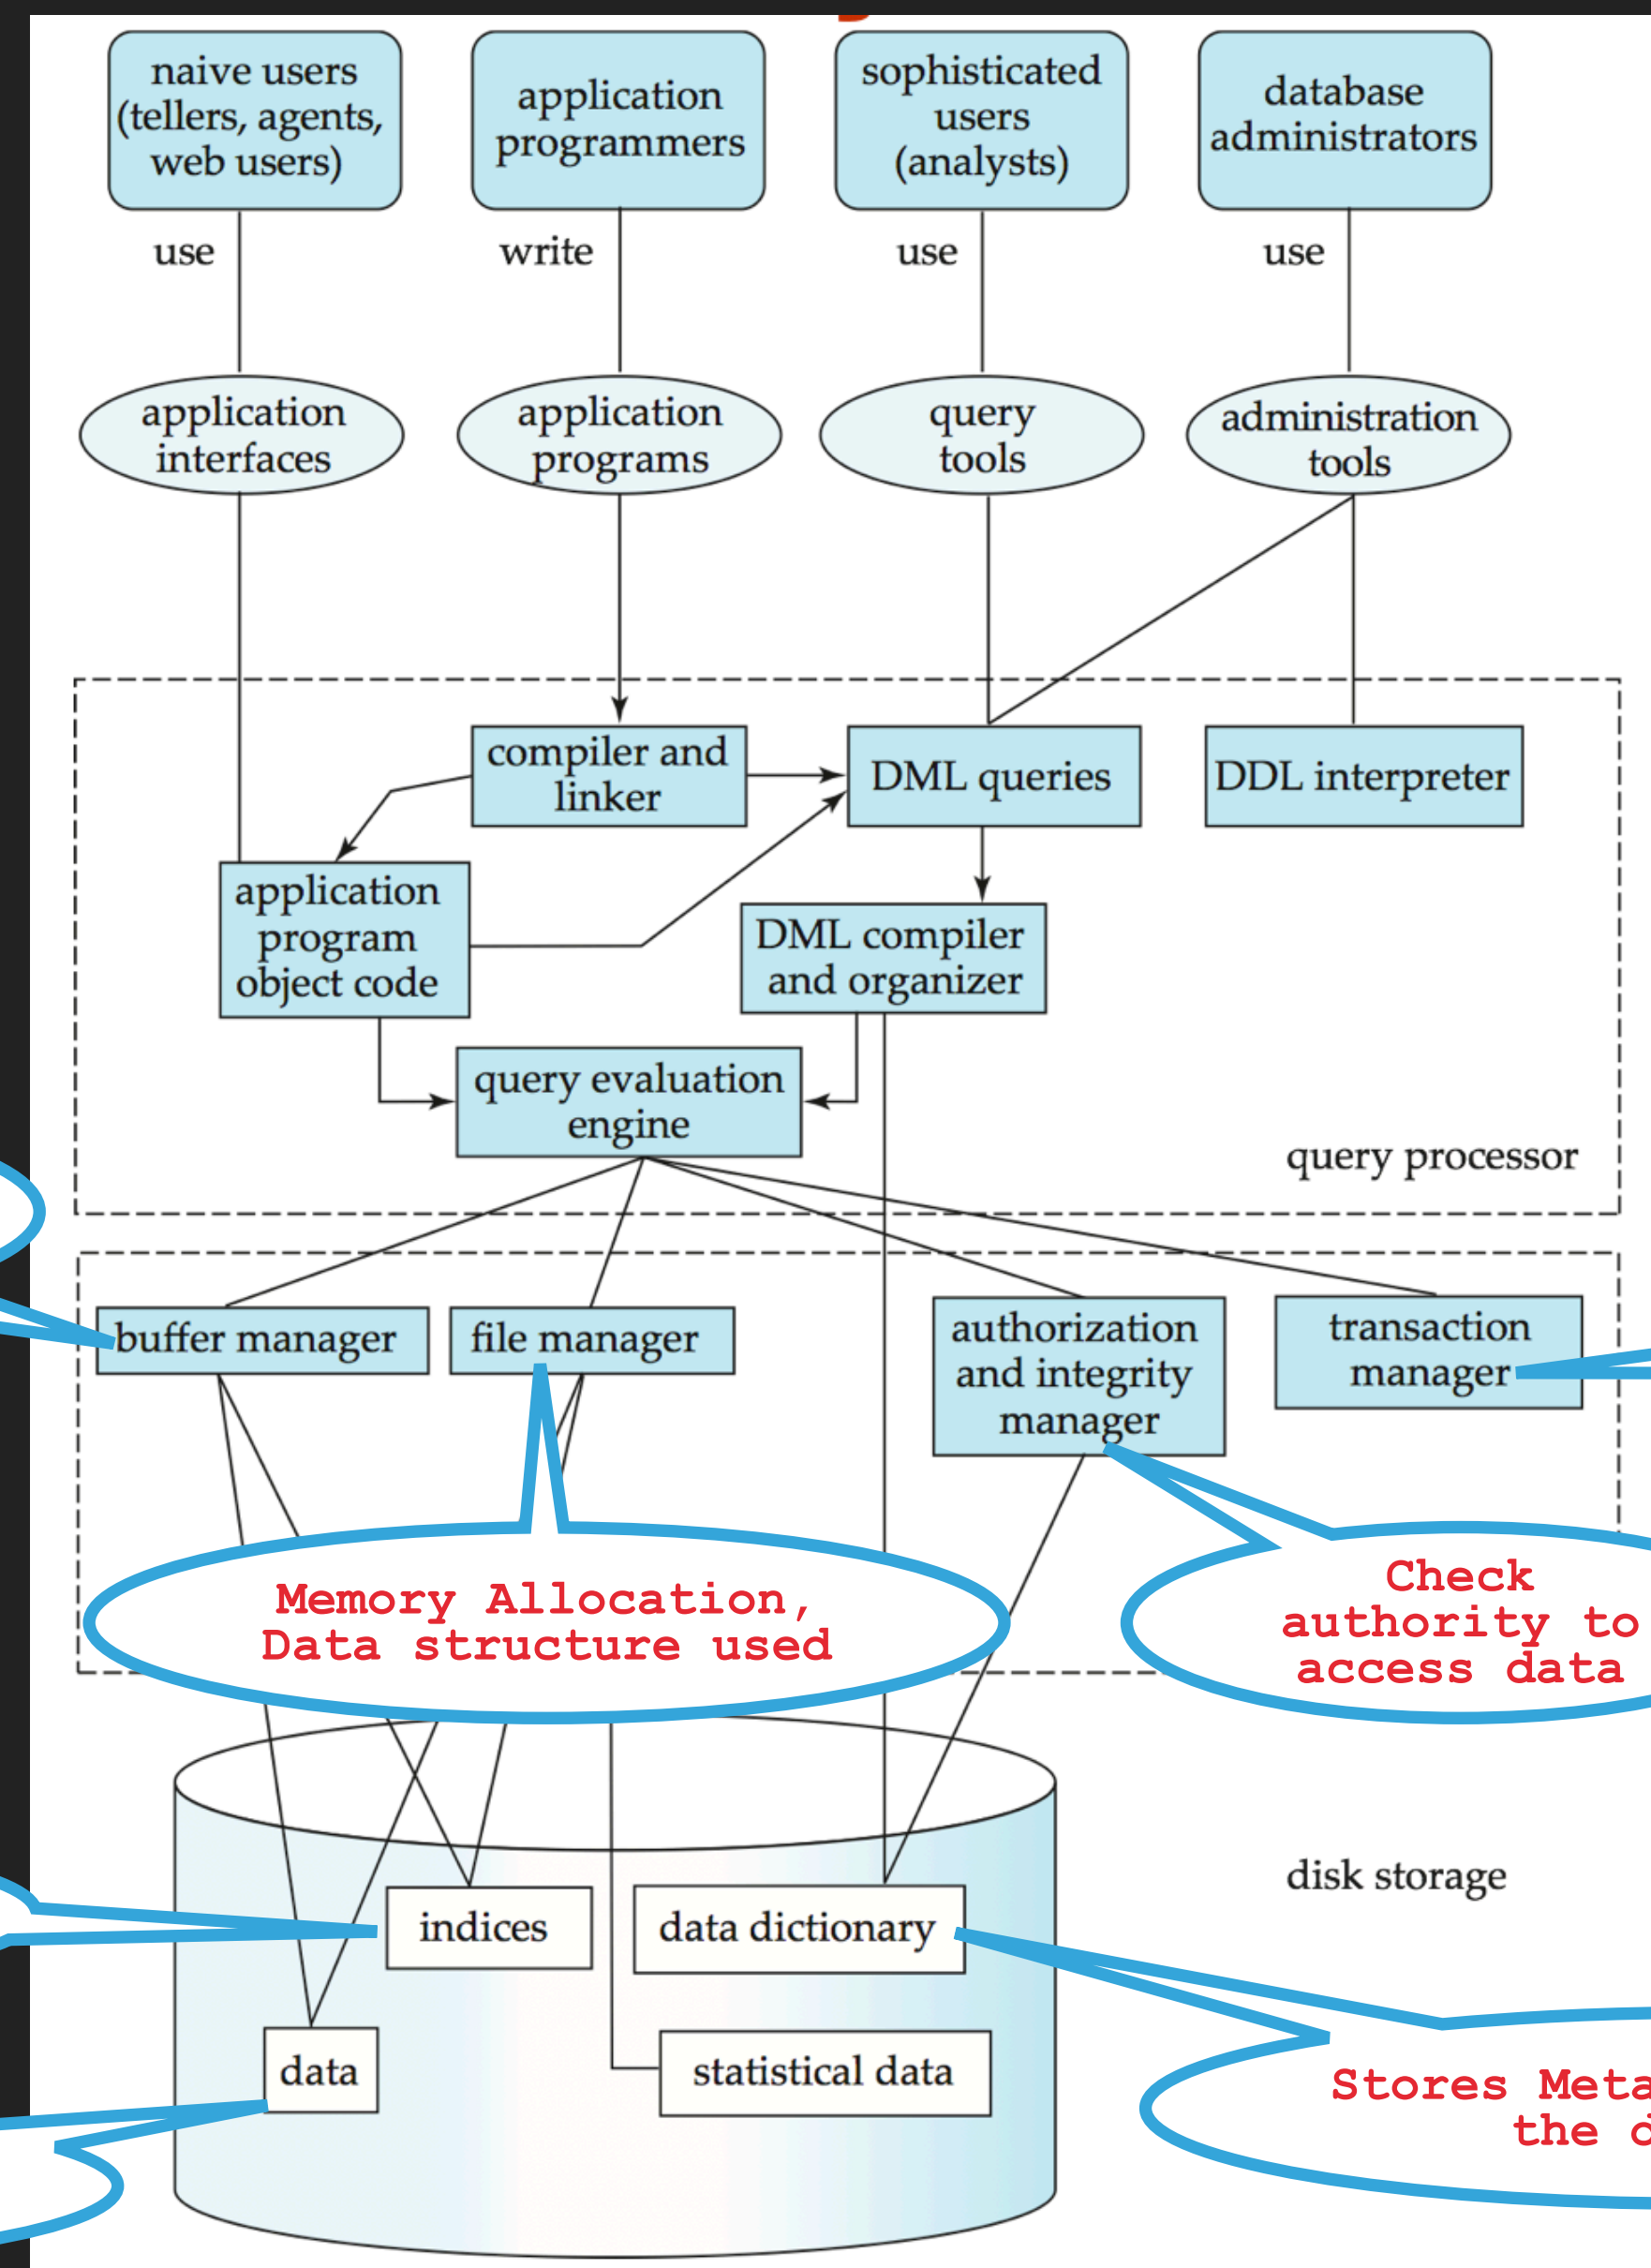 naive users
(tellers, agents,
web users)
application
programmers
sophisticated
users
(analysts)
database
administrators
use
write
use
use
application
interfaces
application
programs
query
tools
administration
tools
compiler and
linker
DML queries
DDL interpreter
application
program
object code
DML compiler
and organizer
query evaluation
engine
query processor
buffer manager
file manager
authorization
and integrity
manager
transaction
manager
Memory Allocation,
Data structure used
Check
authority to
access data
disk storage
indices
data dictionary
data
statistical data
Stores Meta
the